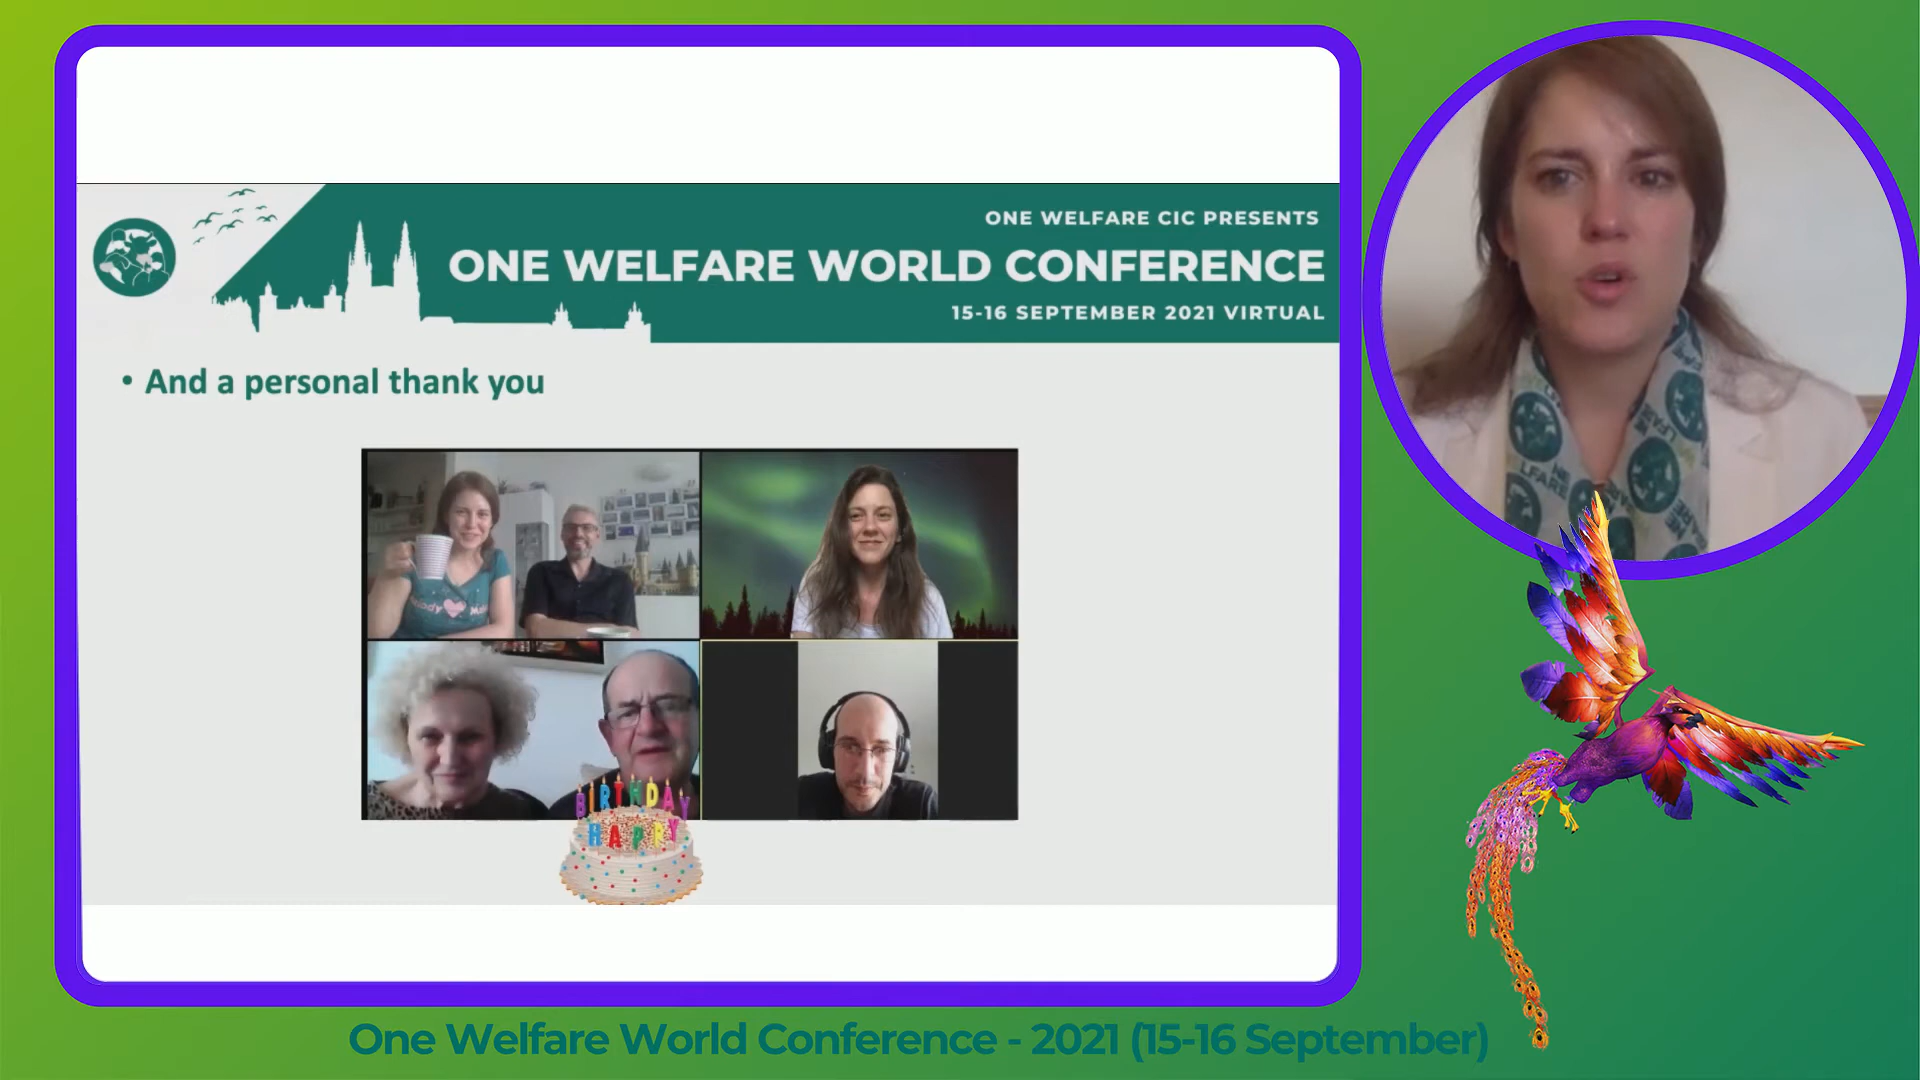 ONE WELFARE CIC PRESENTS
ONE WELFARE WORLD CONFERENCE
15-16 SEPTEMBER 2021 VIRTUAL
• And a personal thank you
BIRTHDAY
HAPPY
One Welfare World Conference - 2021 (15-16 September)